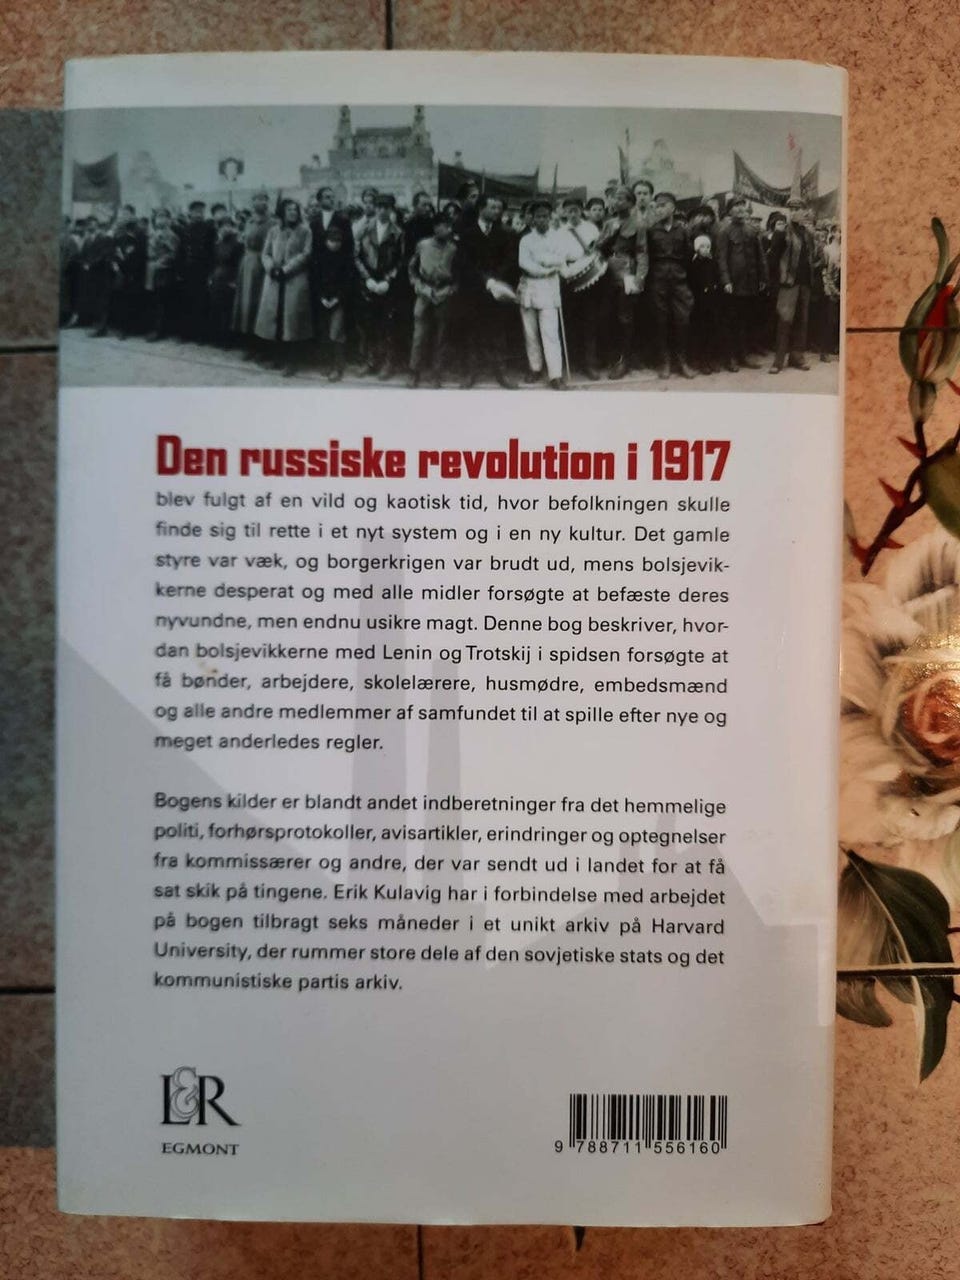 Den russiske revolution i 1917
blev fulgt af en vild og kaotisk tid, hvor befolkningen skulle
finde sig til rette i et nyt system og i en ny kultur. Det gamle
styre var væk, og borgerkrigen var brudt ud, mens bolsjevik-
kerne desperat og med alle midler forsøgte at befæste deres
nyvundne, men endnu usikre magt. Denne bog beskriver, hvor-
dan bolsjevikkerne med Lenin og Trotskij i spidsen forsøgte at
få bønder, arbejdere, skolelærere, husmødre, embedsmænd
og alle andre medlemmer af samfundet til at spille efter nye og
meget anderledes regler.
Bogens kilder er blandt andet indberetninger fra det hemmelige
politi, forhørsprotokoller, avisartikler, erindringer og optegnelser
fra kommissærer og andre, der var sendt ud i landet for at få
sat skik på tingene. Erik Kulavig har i forbindelse med arbejdet
på bogen tilbragt seks måneder i et unikt arkiv på Harvard
University, der rummer store dele af den sovjetiske stats og det
kommunistiske partis arkiv.
L&R
EGMONT
9 788711 556160